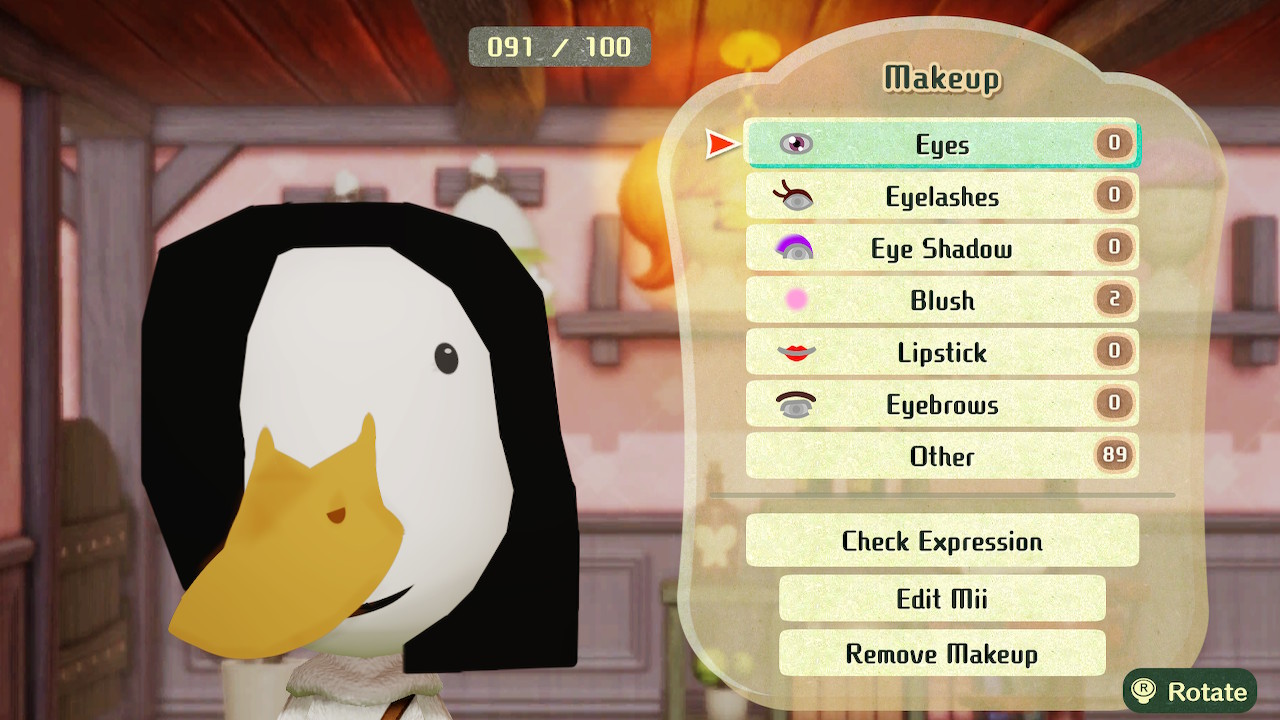 091 / 100
Makeup
Eyes 0
Eyelashes 0
Eye Shadow 0
Blush 2
Lipstick 0
Eyebrows 0
Other 89
Check Expression
Edit Mii
Remove Makeup
R Rotate